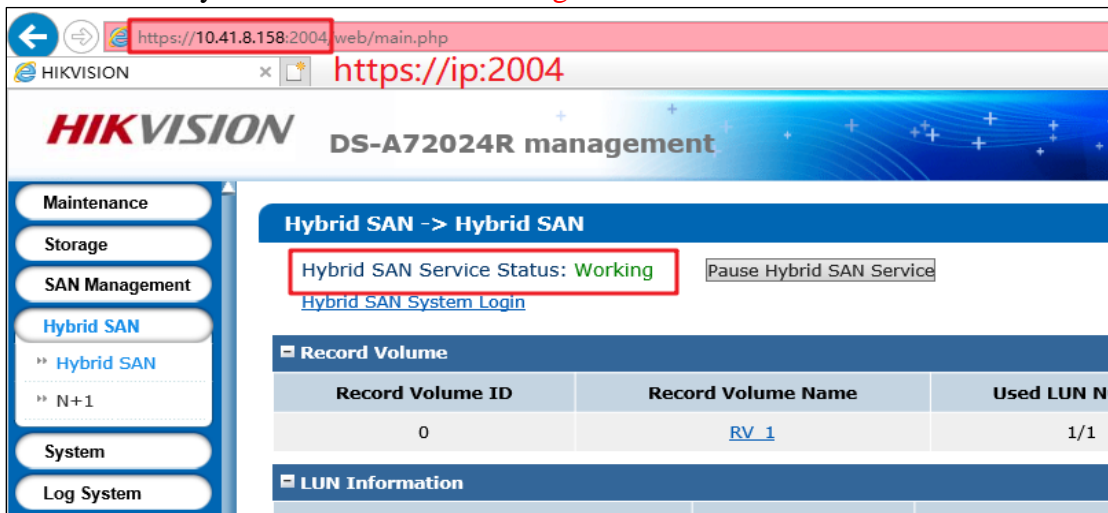 https://10.41.8.158:2004/web/main.php
HIKVISION
https://ip:2004
HIKVISION DS-A72024R management
Maintenance
Storage
SAN Management
Hybrid SAN
Hybrid SAN
N+1
System
Log System
Hybrid SAN -> Hybrid SAN
Hybrid SAN Service Status: Working Pause Hybrid SAN Service
Hybrid SAN System Login
Record Volume
Record Volume ID Record Volume Name Used LUN N
0 RV_1 1/1
LUN Information